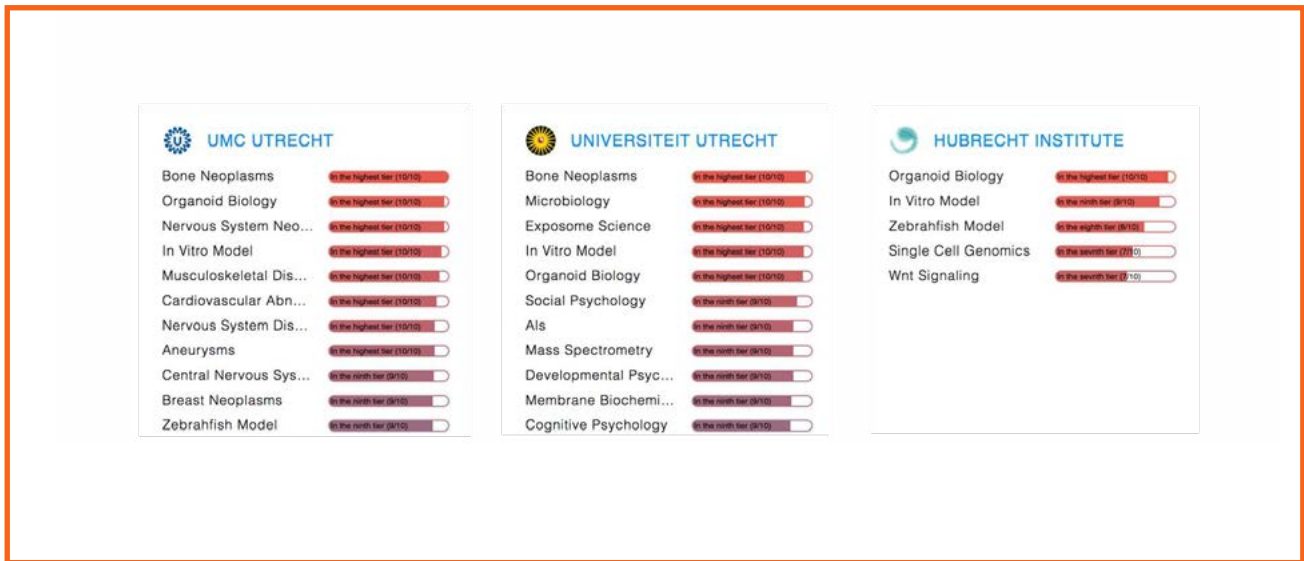 UMC UTRECHT
Bone Neoplasms In the highest tier (10/10)
Organoid Biology In the highest tier (10/10)
Nervous System Neo... In the highest tier (10/10)
In Vitro Model In the highest tier (10/10)
Musculoskeletal Dis... In the highest tier (10/10)
Cardiovascular Abn... In the highest tier (10/10)
Nervous System Dis... In the highest tier (10/10)
Aneurysms In the highest tier (10/10)
Central Nervous Sys... In the ninth tier (9/10)
Breast Neoplasms In the ninth tier (9/10)
Zebrahfish Model In the ninth tier (9/10)
UNIVERSITEIT UTRECHT
Bone Neoplasms In the highest tier (10/10)
Microbiology In the highest tier (10/10)
Exposome Science In the highest tier (10/10)
In Vitro Model In the highest tier (10/10)
Organoid Biology In the highest tier (10/10)
Social Psychology In the ninth tier (9/10)
Als In the ninth tier (9/10)
Mass Spectrometry In the ninth tier (9/10)
Developmental Psyc... In the ninth tier (9/10)
Membrane Biochemi... In the ninth tier (9/10)
Cognitive Psychology In the ninth tier (9/10)
HUBRECHT INSTITUTE
Organoid Biology In the highest tier (10/10)
In Vitro Model In the ninth tier (9/10)
Zebrahfish Model In the eighth tier (8/10)
Single Cell Genomics In the sevnth tier (7/10)
Wnt Signaling In the sevnth tier (7/10)